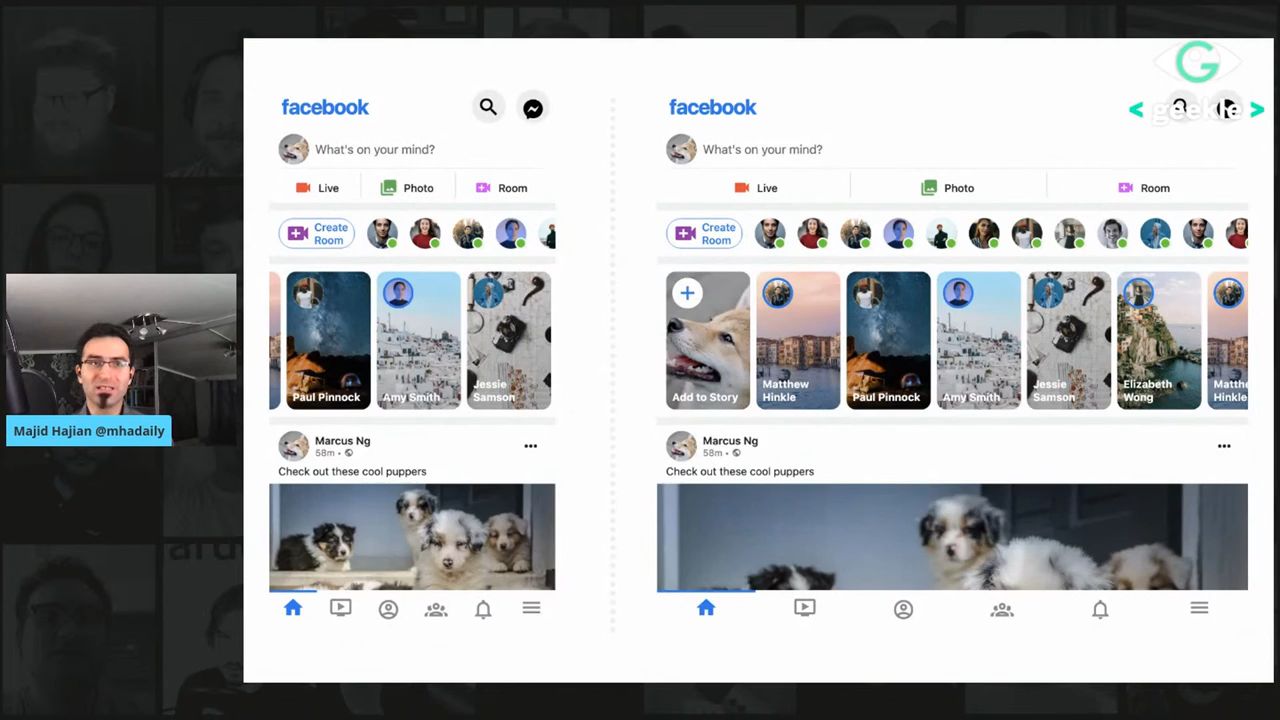 G
< geekle >
facebook
What's on your mind?
Live
Photo
Room
Create
Room
Paul Pinnock
Amy Smith
Jessie
Samson
Marcus Ng
58m •
Check out these cool puppers
facebook
What's on your mind?
Live
Photo
Room
Create
Room
Add to Story
Matthew
Hinkle
Paul Pinnock
Amy Smith
Jessie
Samson
Elizabeth
Wong
Matthe
Hinkle
Marcus Ng
58m •
Check out these cool puppers
Majid Hajian @mhadaily